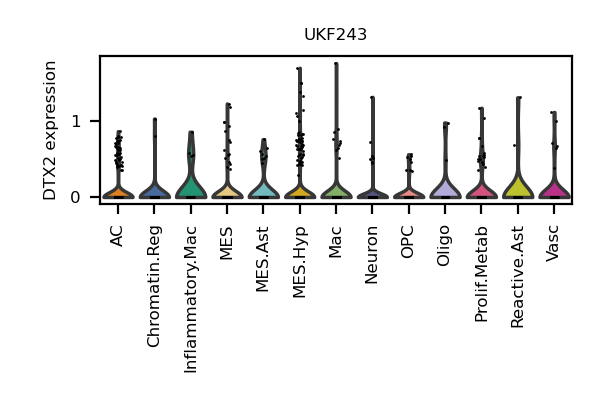 UKF243
DTX2 expression
1
0
AC
Chromatin.Reg
Inflammatory.Mac
MES
MES.Ast
MES.Hyp
Mac
Neuron
OPC
Oligo
Prolif.Metab
Reactive.Ast
Vasc